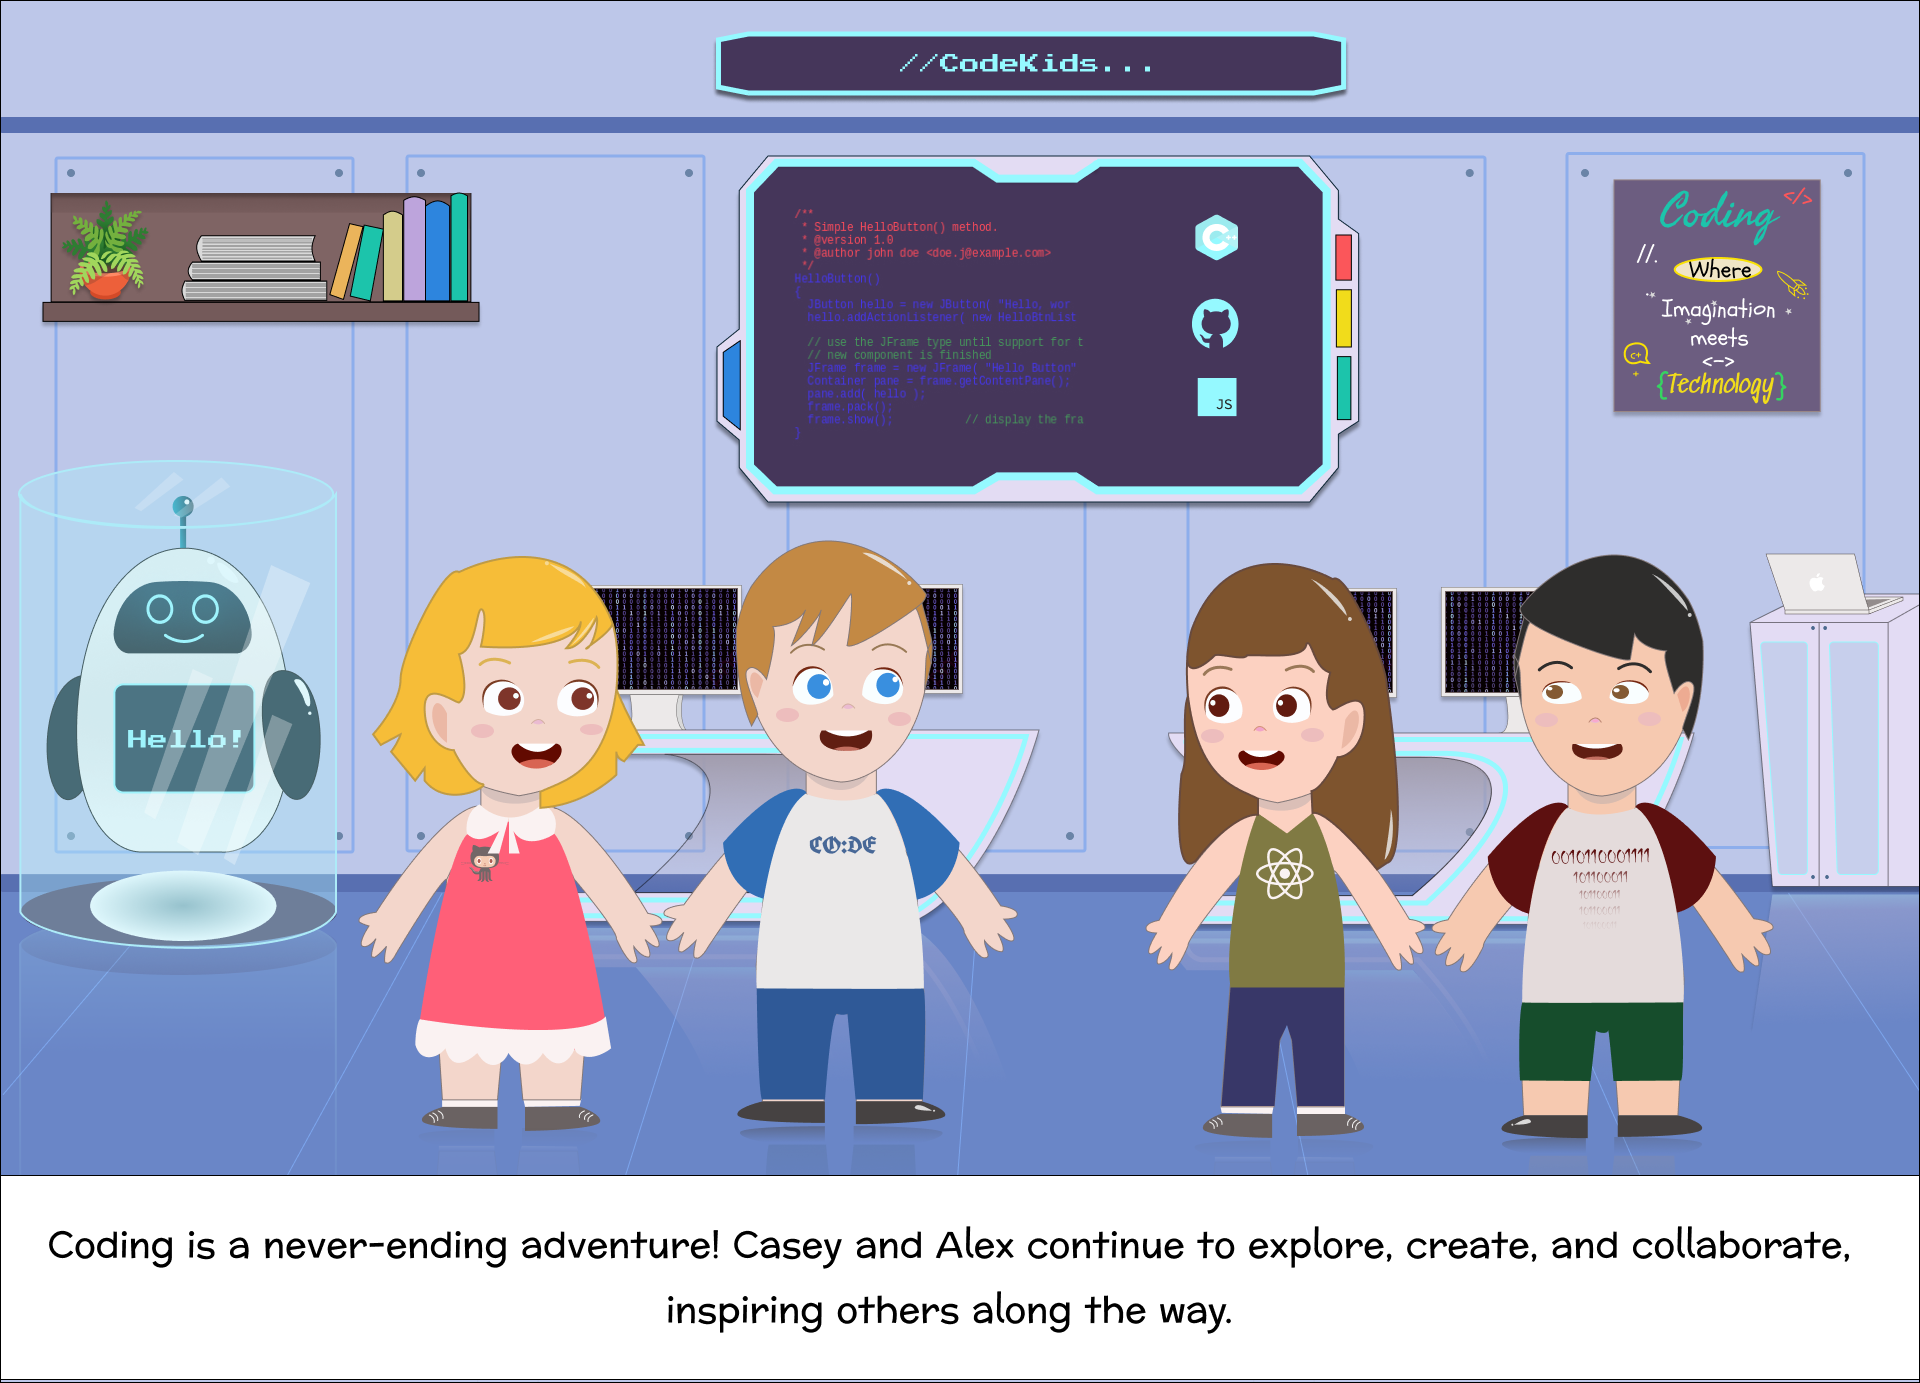 //CodeKids...
/**
 * Simple HelloButton() method.
 * @version 1.0
 * @author john doe <doe.j@example.com>
 */
HelloButton()
{
  JButton hello = new JButton( "Hello, wor
  hello.addActionListener( new HelloBtnList
  // use the JFrame type until support for t
  // new component is finished
  JFrame frame = new JFrame( "Hello Button"
  Container pane = frame.getContentPane();
  pane.add( hello );
  frame.pack();
  frame.show();           // display the fra
}
C++
JS
Coding
</>
//.
Where
Imagination
meets
<->
C+
{Technology}
Hello!
CO:DE
0010110001111
101100011
101100011
101100011
Coding is a never-ending adventure! Casey and Alex continue to explore, create, and collaborate,
inspiring others along the way.